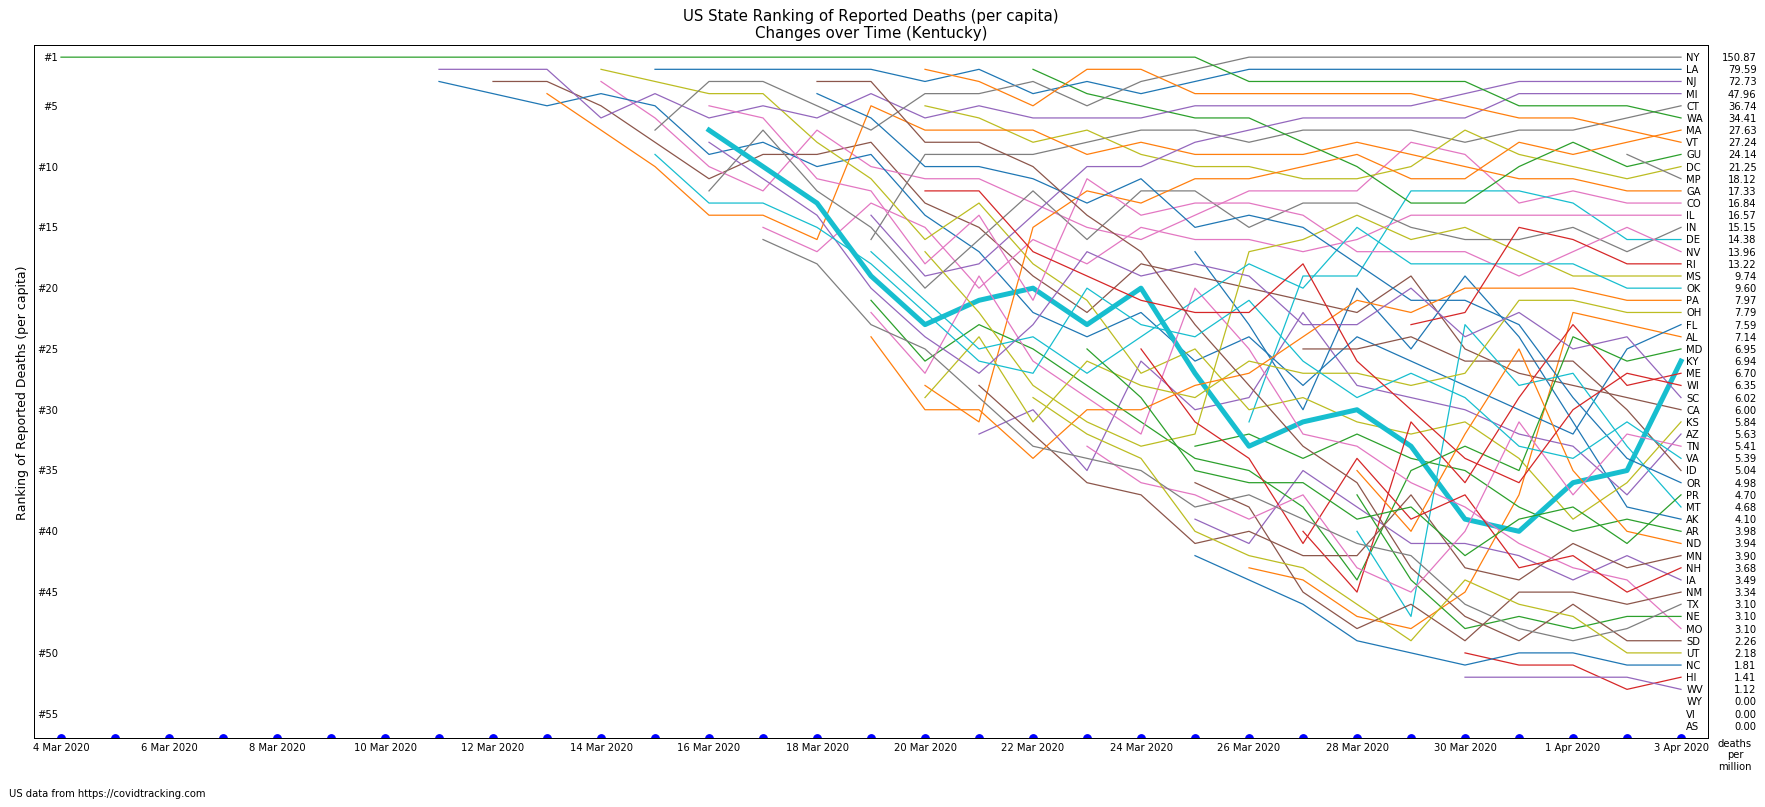 US State Ranking of Reported Deaths (per capita)
Changes over Time (Kentucky)
Ranking of Reported Deaths (per capita)
#1
#5
#10
#15
#20
#25
#30
#35
#40
#45
#50
#55
NY 150.87
LA 79.59
NJ 72.73
MI 47.96
CT 36.74
WA 34.41
MA 27.63
VT 27.24
GU 24.14
DC 21.25
MP 18.12
GA 17.33
CO 16.84
IL 16.57
IN 15.15
DE 14.38
NV 13.96
RI 13.22
MS 9.74
OK 9.60
PA 7.97
OH 7.79
FL 7.59
AL 7.14
MD 6.95
KY 6.94
ME 6.70
WI 6.35
SC 6.02
CA 6.00
KS 5.84
AZ 5.63
TN 5.41
VA 5.39
ID 5.04
OR 4.98
PR 4.70
MT 4.68
AK 4.10
AR 3.98
ND 3.94
MN 3.90
NH 3.68
IA 3.49
NM 3.34
TX 3.10
NE 3.10
MO 3.10
SD 2.26
UT 2.18
NC 1.81
HI 1.41
WV 1.12
WY 0.00
VI 0.00
AS 0.00
4 Mar 2020 6 Mar 2020 8 Mar 2020 10 Mar 2020 12 Mar 2020 14 Mar 2020 16 Mar 2020 18 Mar 2020 20 Mar 2020 22 Mar 2020 24 Mar 2020 26 Mar 2020 28 Mar 2020 30 Mar 2020 1 Apr 2020 3 Apr 2020
deaths
per
million
US data from https://covidtracking.com